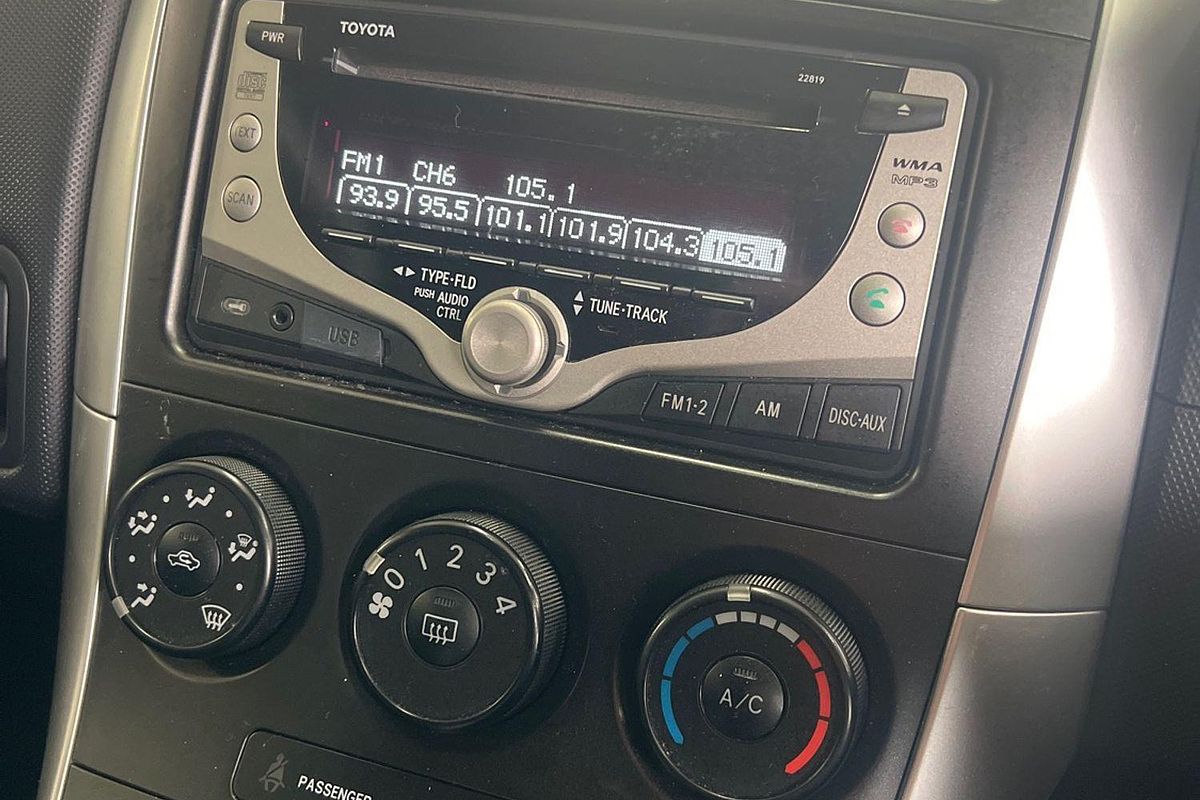 PWR
TOYOTA
22819
disc
EXT
SCAN
WMA
MP3
FM1 CH6 105.1
93.9 95.5 101.1 101.9 104.3 105.1
TYPE·FLD
PUSH AUDIO
CTRL
TUNE·TRACK
USB
FM1·2
AM
DISC·AUX
0 1 2 3 4
A/C
PASSENGER